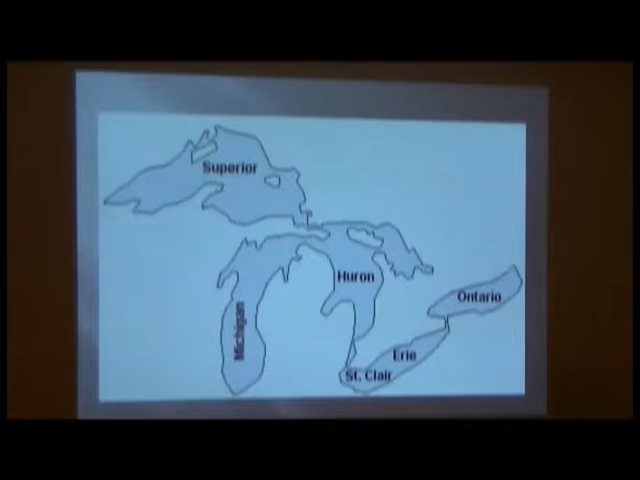 Superior
Huron
Ontario
Michigan
Erie
St. Clair